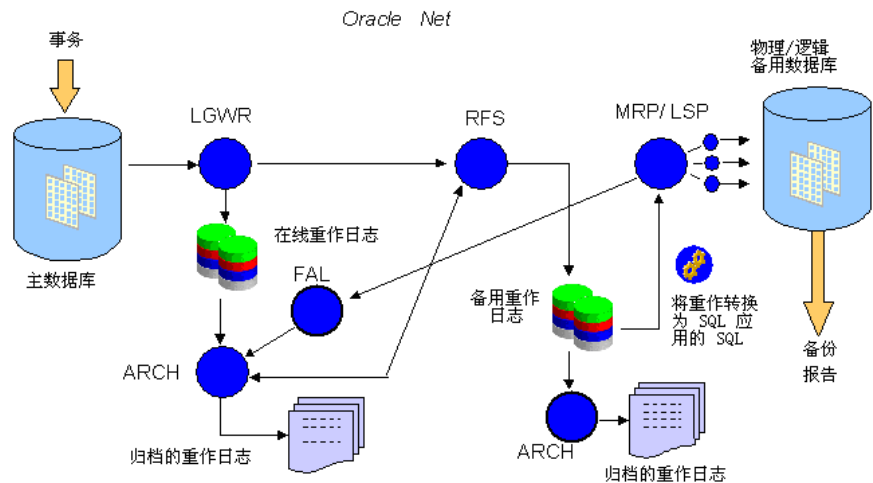 Oracle Net
事务
物理/逻辑
备用数据库
LGWR
RFS
MRP/ LSP
在线重作日志
主数据库
FAL
备用重作
日志
将重作转换
为 SQL 应
用的 SQL
备份
报告
ARCH
归档的重作日志
ARCH
归档的重作日志